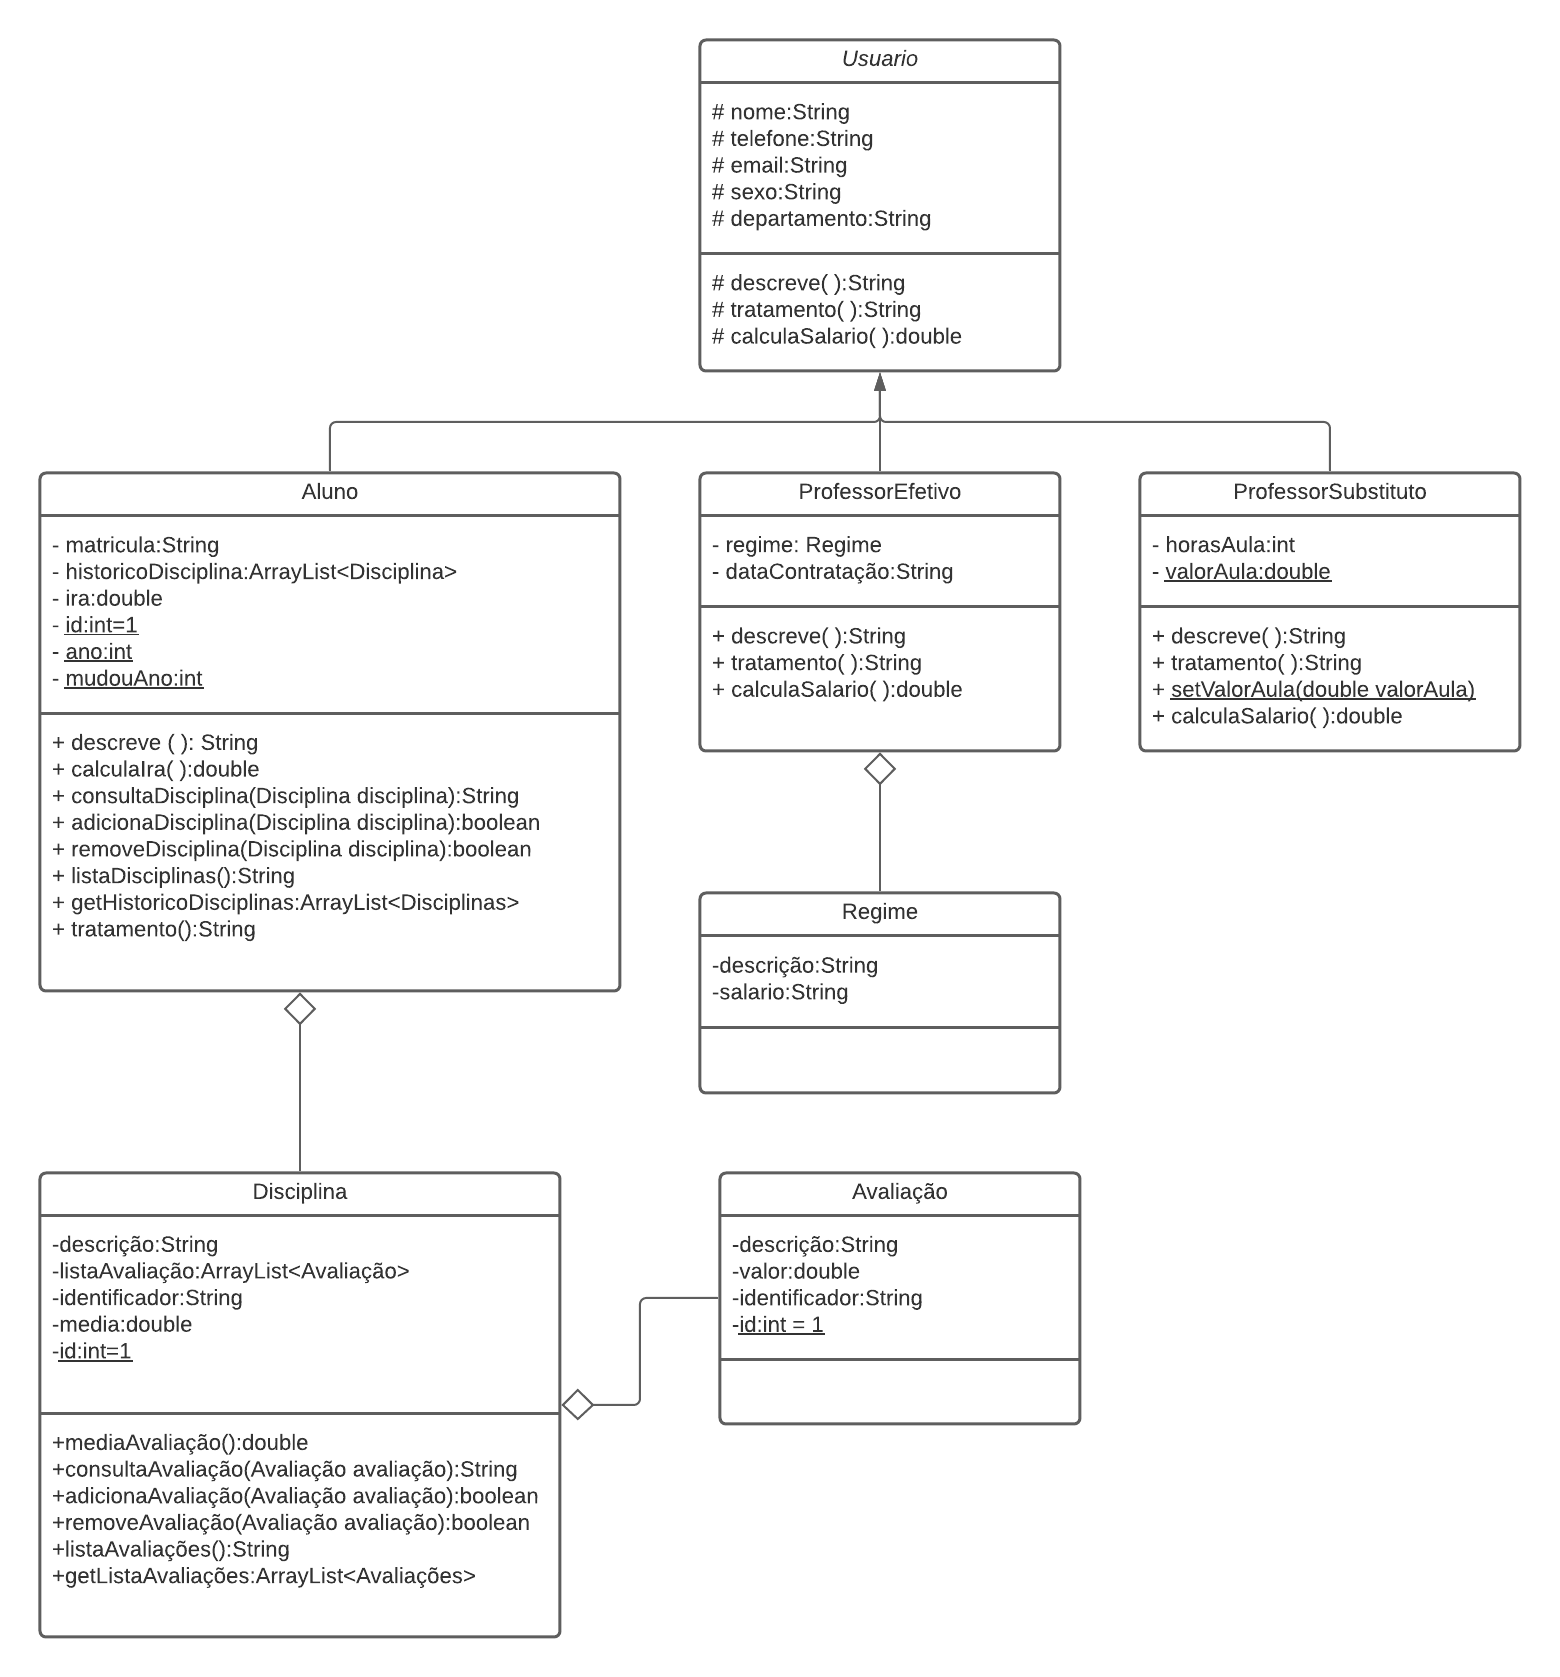 Usuario
# nome:String
# telefone:String
# email:String
# sexo:String
# departamento:String
# descreve( ):String
# tratamento( ):String
# calculaSalario( ):double
Aluno
- matricula:String
- historicoDisciplina:ArrayList<Disciplina>
- ira:double
- id:int=1
- ano:int
- mudouAno:int
+ descreve ( ): String
+ calculaIra( ):double
+ consultaDisciplina(Disciplina disciplina):String
+ adicionaDisciplina(Disciplina disciplina):boolean
+ removeDisciplina(Disciplina disciplina):boolean
+ listaDisciplinas():String
+ getHistoricoDisciplinas:ArrayList<Disciplinas>
+ tratamento():String
ProfessorEfetivo
- regime: Regime
- dataContratação:String
+ descreve( ):String
+ tratamento( ):String
+ calculaSalario( ):double
ProfessorSubstituto
- horasAula:int
- valorAula:double
+ descreve( ):String
+ tratamento( ):String
+ setValorAula(double valorAula)
+ calculaSalario( ):double
Regime
-descrição:String
-salario:String
Disciplina
-descrição:String
-listaAvaliação:ArrayList<Avaliação>
-identificador:String
-media:double
-id:int=1
+mediaAvaliação():double
+consultaAvaliação(Avaliação avaliação):String
+adicionaAvaliação(Avaliação avaliação):boolean
+removeAvaliação(Avaliação avaliação):boolean
+listaAvaliações():String
+getListaAvaliações:ArrayList<Avaliações>
Avaliação
-descrição:String
-valor:double
-identificador:String
-id:int = 1